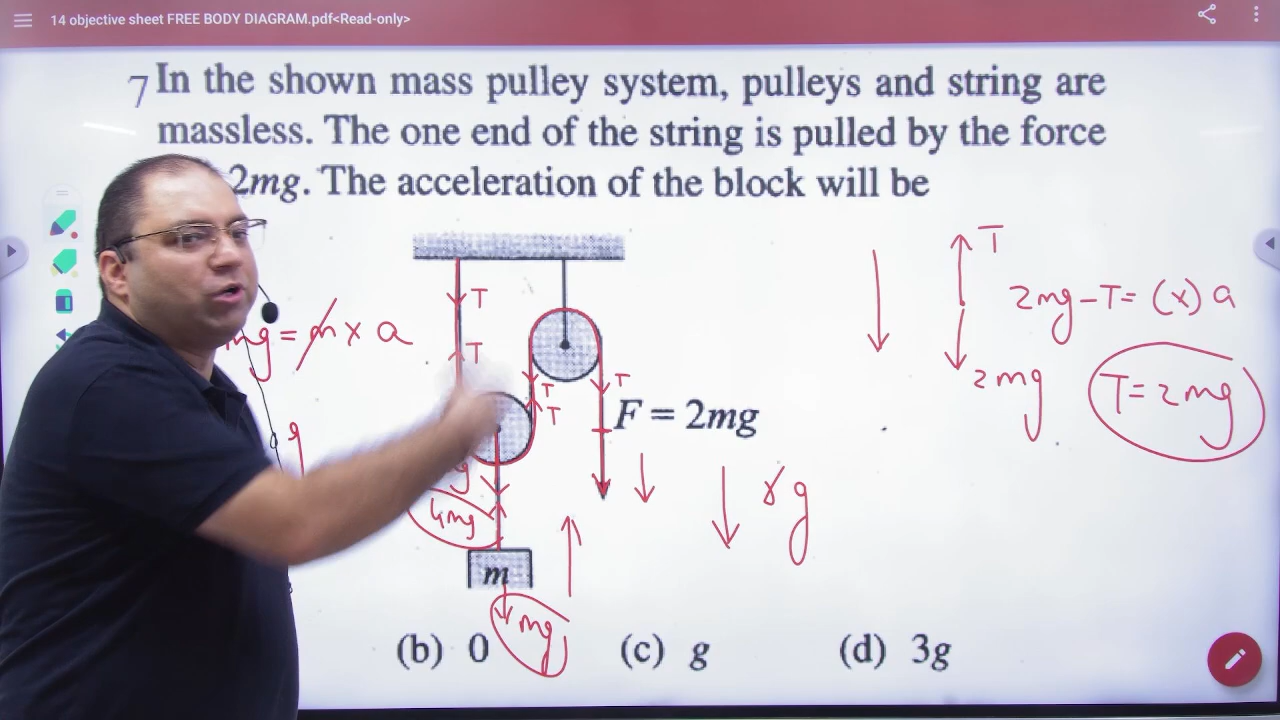 14 objective sheet FREE BODY DIAGRAM.pdf<Read-only>
7 In the shown mass pulley system, pulleys and string are
massless. The one end of the string is pulled by the force
2mg. The acceleration of the block will be
T
T
T
T
T
F = 2mg
4mg
m
mg
mg = m x a
g
T
2mg
2mg - T = (x) a
T = 2mg
g
(b) 0
(c) g
(d) 3g